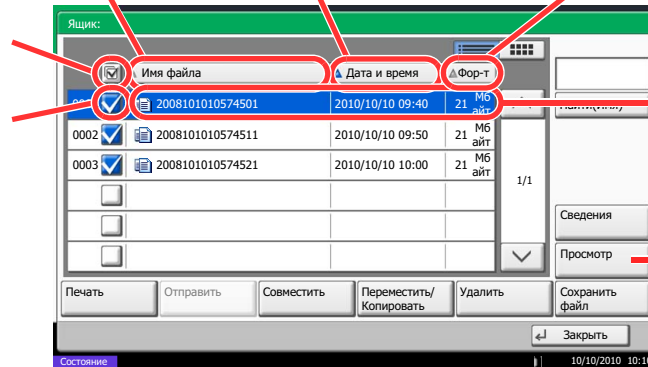 Ящик:
Имя файла Дата и время Фор-т
2008101010574501 2010/10/10 09:40 21 Мб айт
0002 2008101010574511 2010/10/10 09:50 21 Мб айт
0003 2008101010574521 2010/10/10 10:00 21 Мб айт
1/1
Сведения
Просмотр
Печать Отправить Совместить Переместить/ Копировать Удалить Сохранить файл
Закрыть
Состояние 10/10/2010